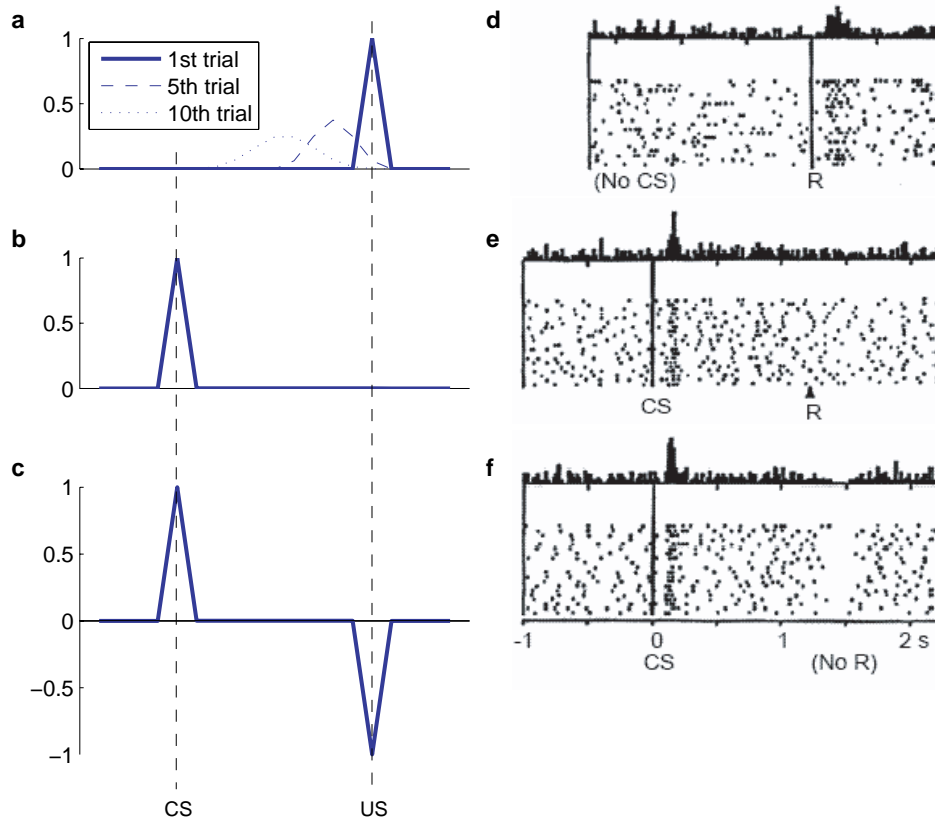 a
1
0.5
0
1st trial
5th trial
10th trial
b
1
0.5
0
c
1
0.5
0
−0.5
−1
CS
US
d
(No CS)
R
e
CS
R
f
-1
0
1
2 s
CS
(No R)